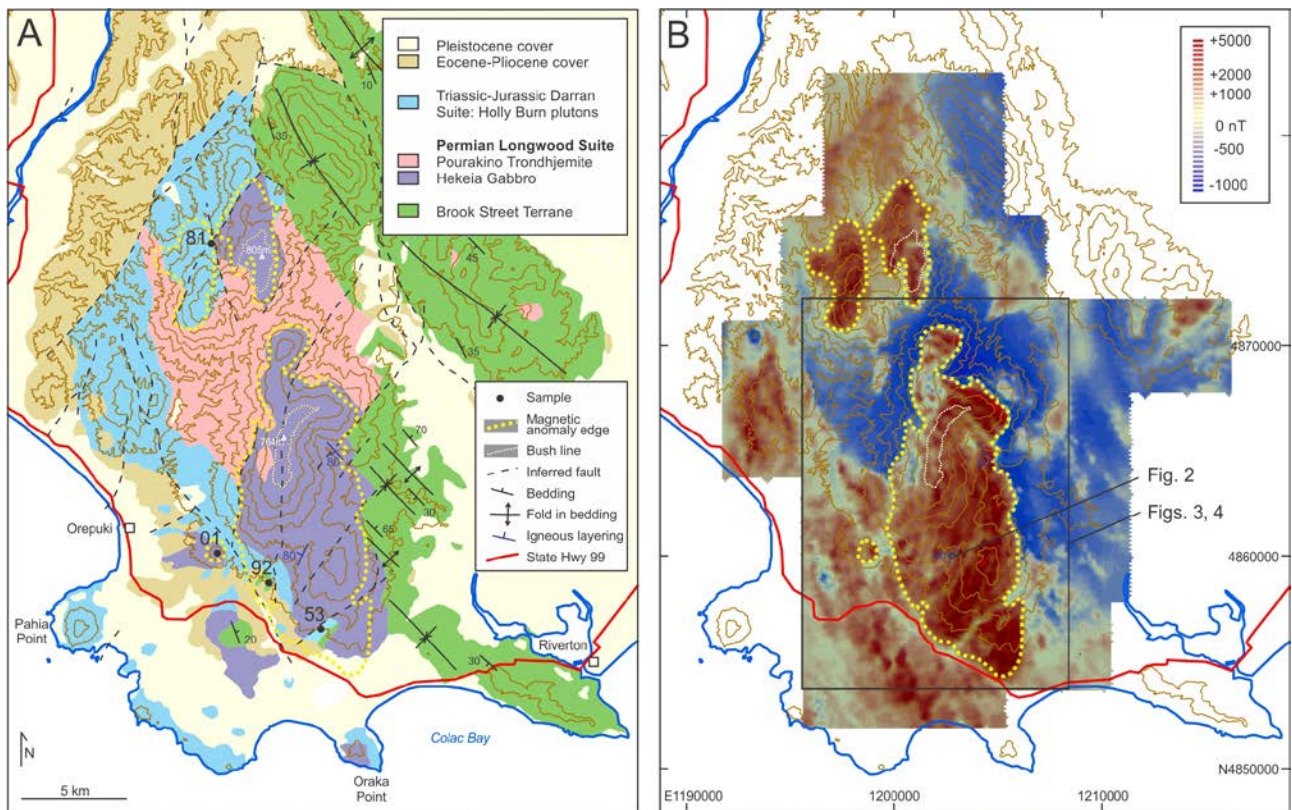 A
Pleistocene cover
Eocene-Pliocene cover
Triassic-Jurassic Darran
Suite: Holly Burn plutons
Permian Longwood Suite
Pourakino Trondhjemite
Hekeia Gabbro
Brook Street Terrane
10
35
81
805m
45
35
Sample
Magnetic
anomaly edge
Bush line
Inferred fault
Bedding
Fold in bedding
Igneous layering
State Hwy 99
764m
80
70
30
65
Orepuki
01
80
92
53
Pahia
Point
20
Riverton
30
Colac Bay
N
5 km
Oraka
Point
B
+5000
+2000
+1000
0 nT
-500
-1000
4870000
Fig. 2
Figs. 3, 4
4860000
E1190000
1200000
1210000
N4850000